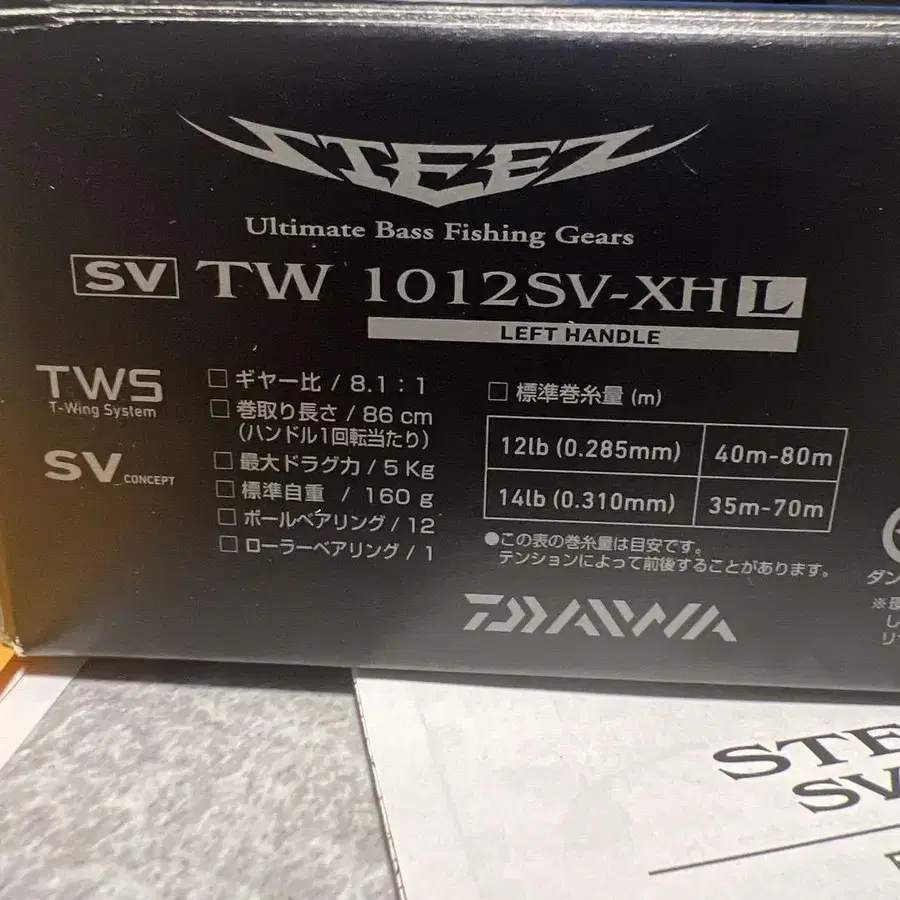 STEEZ
Ultimate Bass Fishing Gears
SV TW 1012SV-XH L
LEFT HANDLE
TWS
T-Wing System
SV CONCEPT
□ ギヤー比 / 8.1：1
□ 巻取り長さ / 86 cm
(ハンドル1回転当たり)
□ 最大ドラグ力 / 5 Kg
□ 標準自重 / 160 g
□ ボールベアリング / 12
□ ローラーベアリング / 1
□ 標準巻糸量 (m)
12lb (0.285mm) 40m-80m
14lb (0.310mm) 35m-70m
●この表の巻糸量は目安です。
テンションによって前後することがあります。
DAIWA
ダン
STE
SV